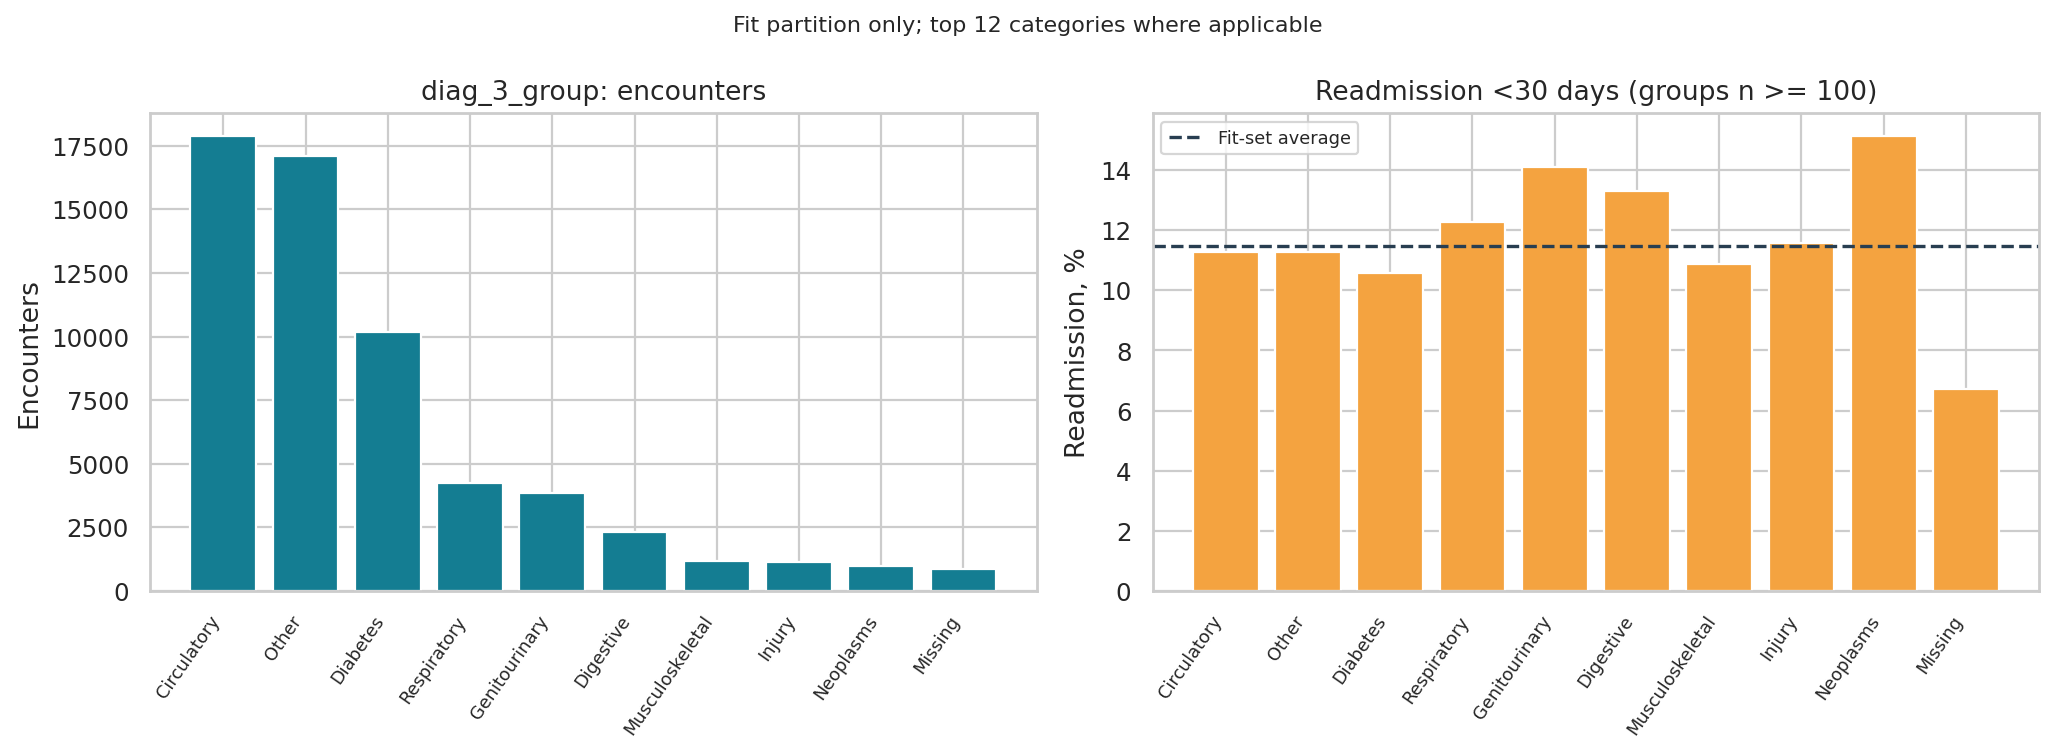 Fit partition only; top 12 categories where applicable
diag_3_group: encounters
Encounters
17500
15000
12500
10000
7500
5000
2500
0
Circulatory
Other
Diabetes
Respiratory
Genitourinary
Digestive
Musculoskeletal
Injury
Neoplasms
Missing
Readmission <30 days (groups n >= 100)
Fit-set average
Readmission, %
14
12
10
8
6
4
2
0
Circulatory
Other
Diabetes
Respiratory
Genitourinary
Digestive
Musculoskeletal
Injury
Neoplasms
Missing